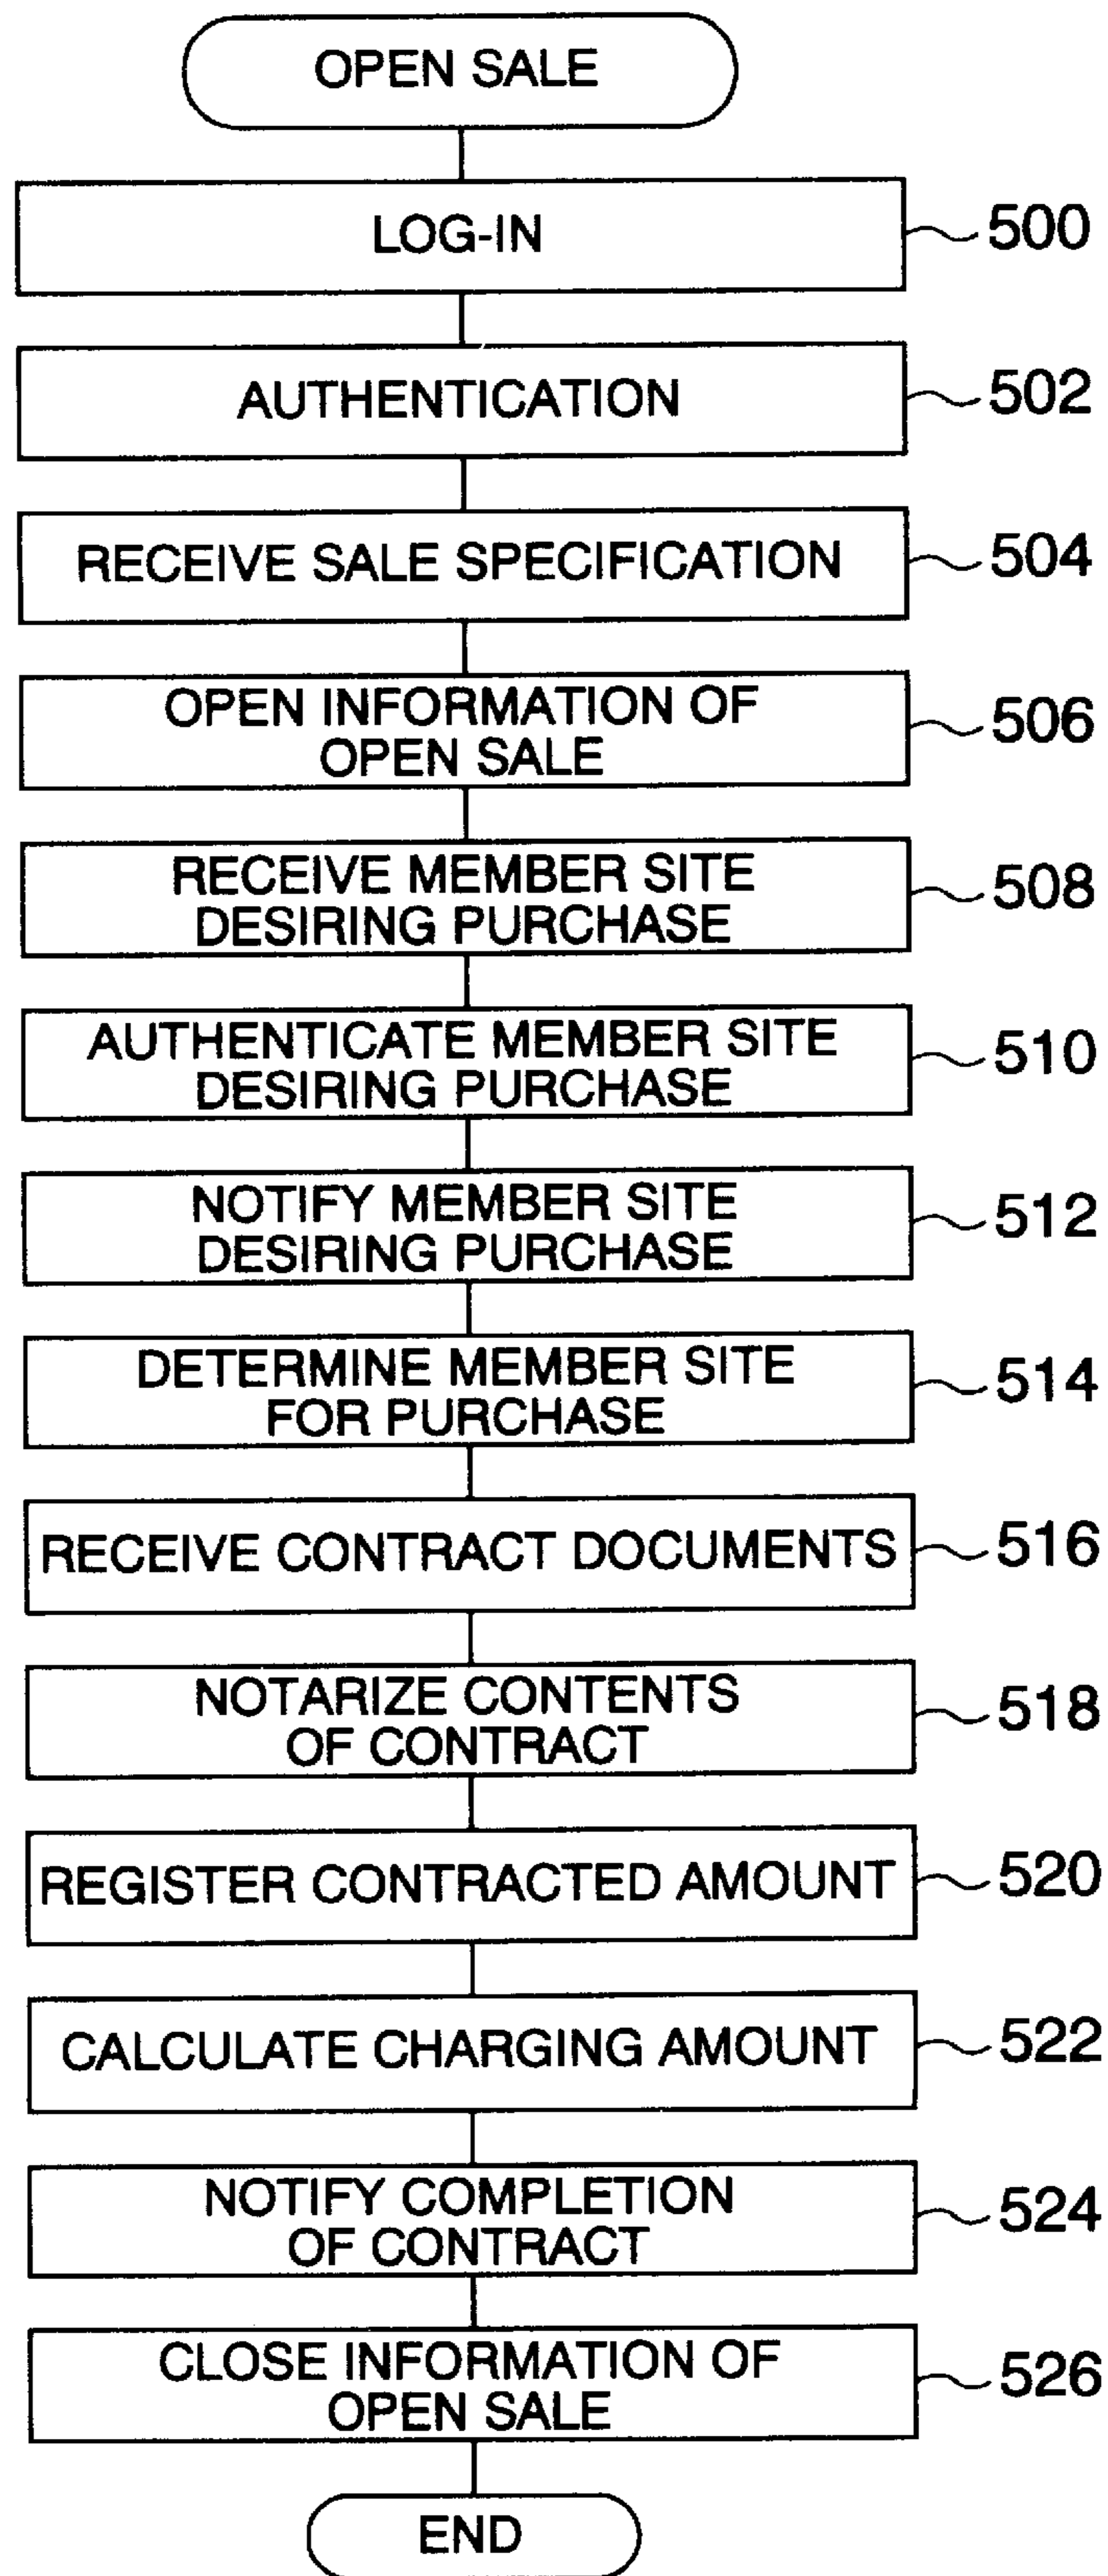 OPEN SALE
LOG-IN
500
AUTHENTICATION
502
RECEIVE SALE SPECIFICATION
504
OPEN INFORMATION OF
OPEN SALE
506
RECEIVE MEMBER SITE
DESIRING PURCHASE
508
AUTHENTICATE MEMBER SITE
DESIRING PURCHASE
510
NOTIFY MEMBER SITE
DESIRING PURCHASE
512
DETERMINE MEMBER SITE
FOR PURCHASE
514
RECEIVE CONTRACT DOCUMENTS
516
NOTARIZE CONTENTS
OF CONTRACT
518
REGISTER CONTRACTED AMOUNT
520
CALCULATE CHARGING AMOUNT
522
NOTIFY COMPLETION
OF CONTRACT
524
CLOSE INFORMATION OF
OPEN SALE
526
END